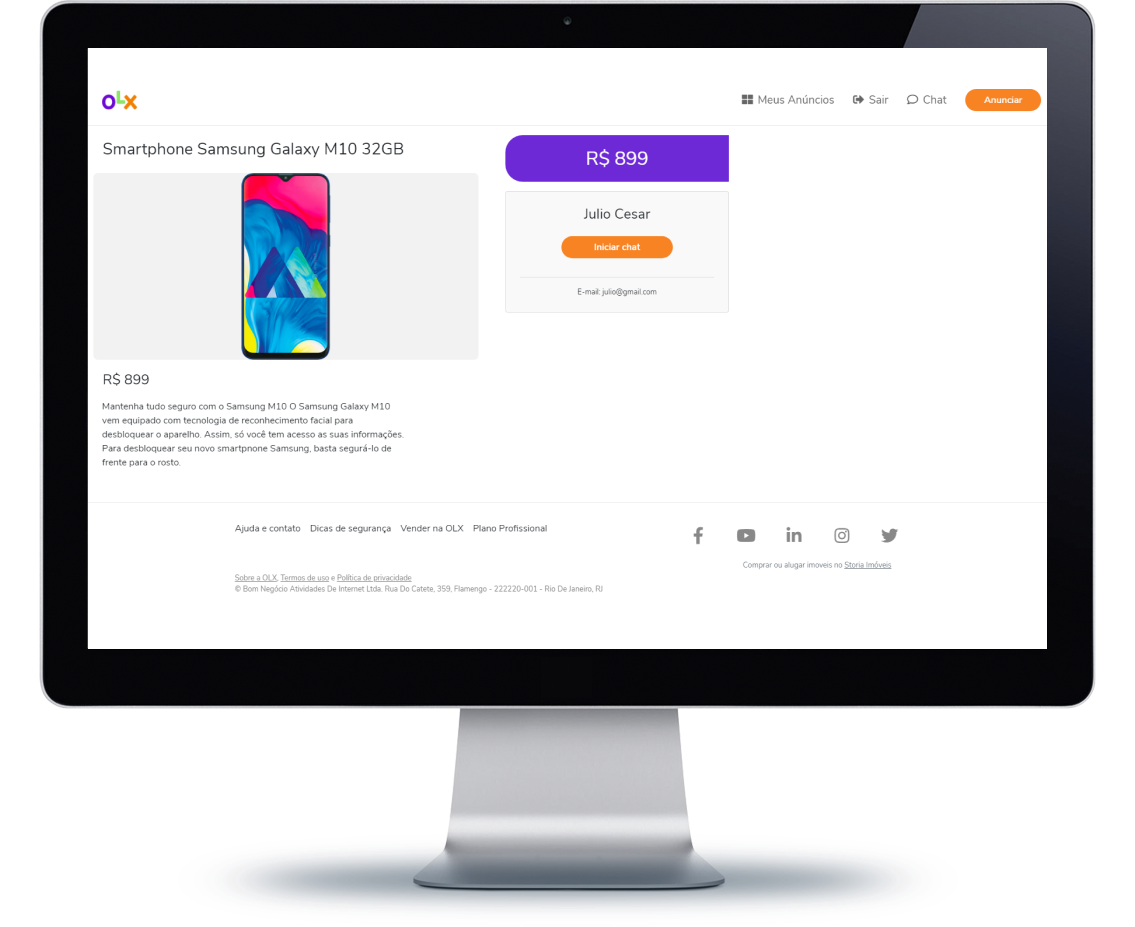 OLX
Meus Anúncios
Sair
Chat
Anunciar
Smartphone Samsung Galaxy M10 32GB
R$ 899
Julio Cesar
Iniciar chat
E-mail: julio@gmail.com
R$ 899
Mantenha tudo seguro com o Samsung M10 O Samsung Galaxy M10
vem equipado com tecnologia de reconhecimento facial para
desbloquear o aparelho. Assim, só você tem acesso as suas informações.
Para desbloquear seu novo smartpnone Samsung, basta segurá-lo de
frente para o rosto.
Ajuda e contato Dicas de segurança Vender na OLX Plano Profissional
Comprar ou alugar imoveis no Storia Imóveis
Sobre a OLX, Termos de uso e Política de privacidade
© Bom Negócio Atividades De Internet Ltda. Rua Do Catete, 359, Flamengo - 222220-001 - Rio De Janeiro, RJ